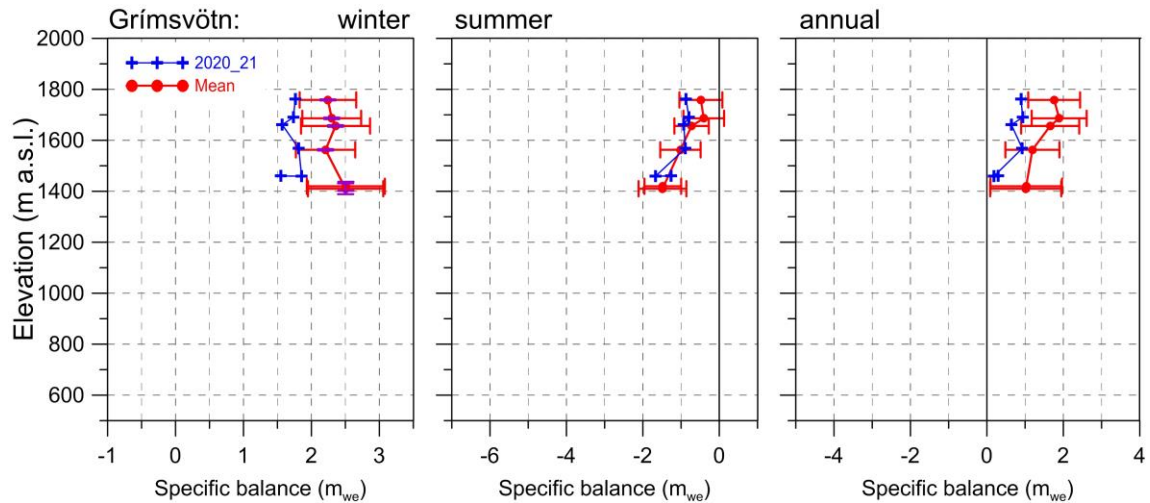 Grímsvötn: winter
summer
annual
2020_21
Mean
Elevation (m a.s.l.)
2000
1800
1600
1400
1200
1000
800
600
-1 0 1 2 3
-6 -4 -2 0
-4 -2 0 2 4
Specific balance (mwe)
Specific balance (mwe)
Specific balance (mwe)